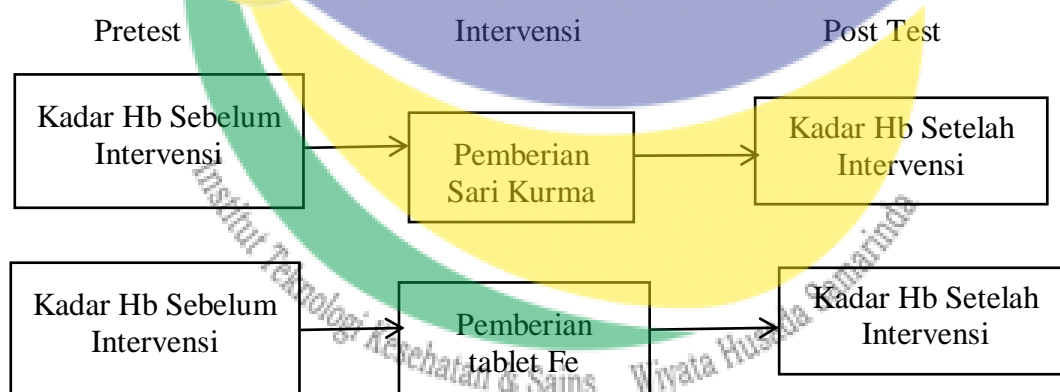 Pretest Intervensi Post Test
Kadar Hb Sebelum
Intervensi
Pemberian
Sari Kurma
Kadar Hb Setelah
Intervensi
Kadar Hb Sebelum
Intervensi
Pemberian
tablet Fe
Kadar Hb Setelah
Intervensi
Institut Teknologi Kesehatan & Sains Wiyata Husada Samarinda